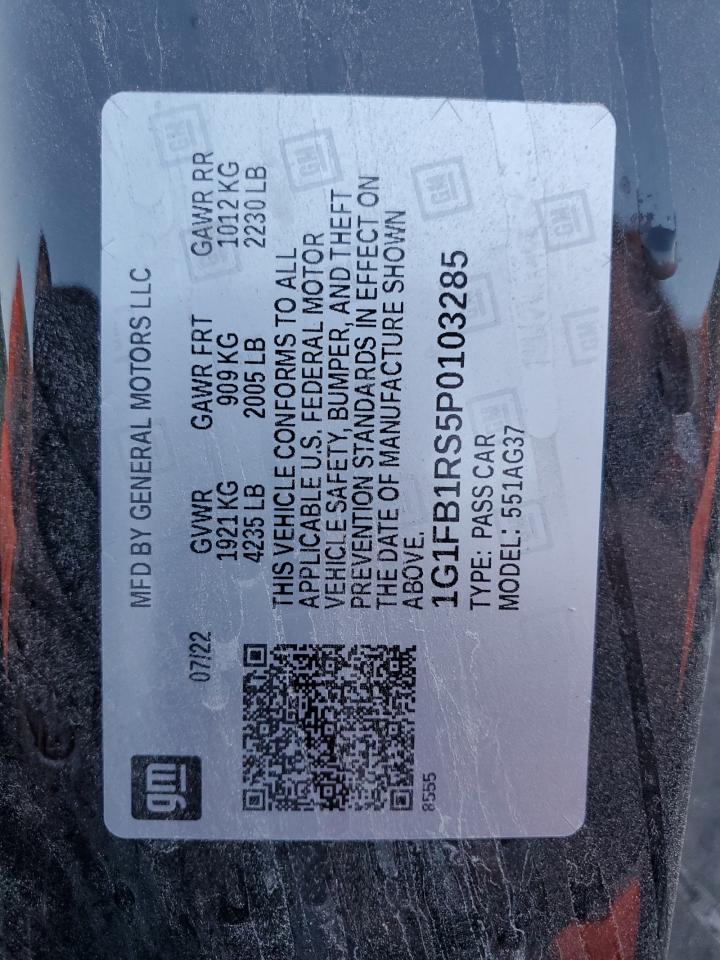 gm
MFD BY GENERAL MOTORS LLC
07/22
GVWR GAWR FRT GAWR RR
1921 KG 909 KG 1012 KG
4235 LB 2005 LB 2230 LB
THIS VEHICLE CONFORMS TO ALL
APPLICABLE U.S. FEDERAL MOTOR
VEHICLE SAFETY, BUMPER, AND THEFT
PREVENTION STANDARDS IN EFFECT ON
THE DATE OF MANUFACTURE SHOWN
ABOVE.
8555
1G1FB1RS5P0103285
TYPE: PASS CAR
MODEL: 551AG37